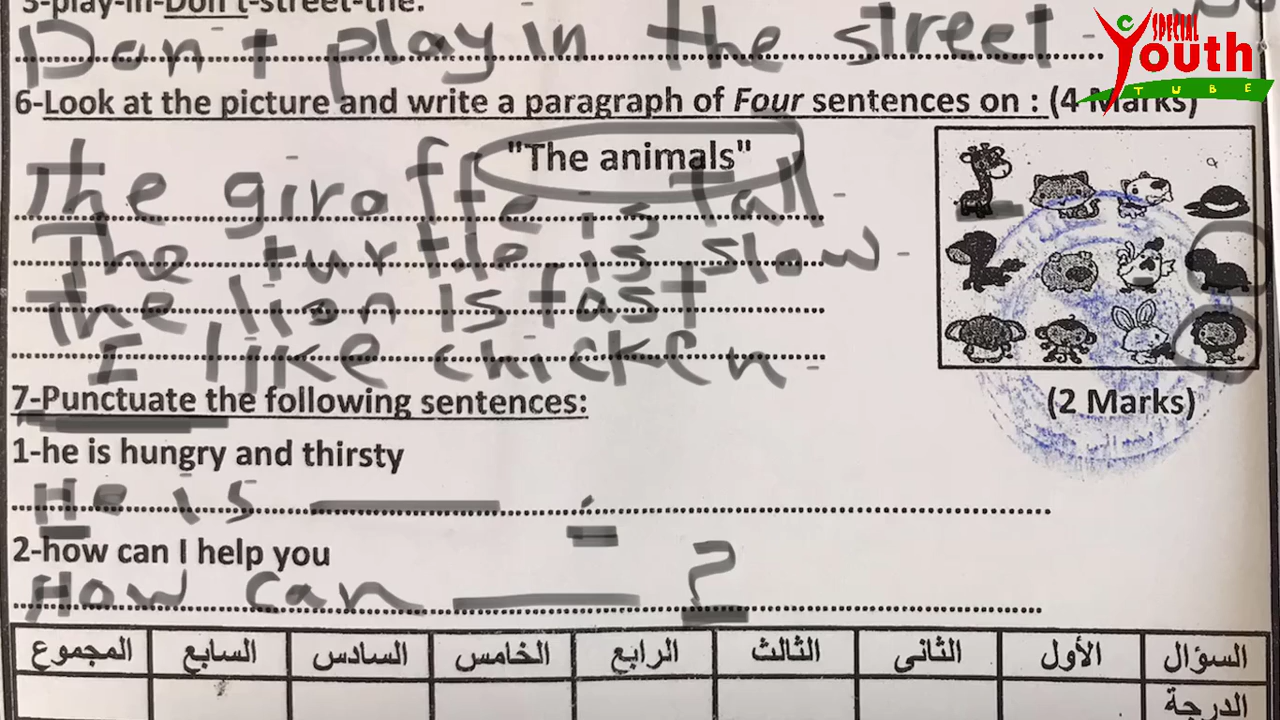 3-play-in-Don't-street-the.
Don't play in the street
SPECIAL
Youth
TUBE
6-Look at the picture and write a paragraph of Four sentences on : (4 Marks)
"The animals"
The giraffe is tall
The turtle is slow
The lion is fast
I like chicken
7-Punctuate the following sentences:
(2 Marks)
1-he is hungry and thirsty
He is .
2-how can I help you
How can ?
السؤال الأول الثانى الثالث الرابع الخامس السادس السابع المجموع
الدرجة